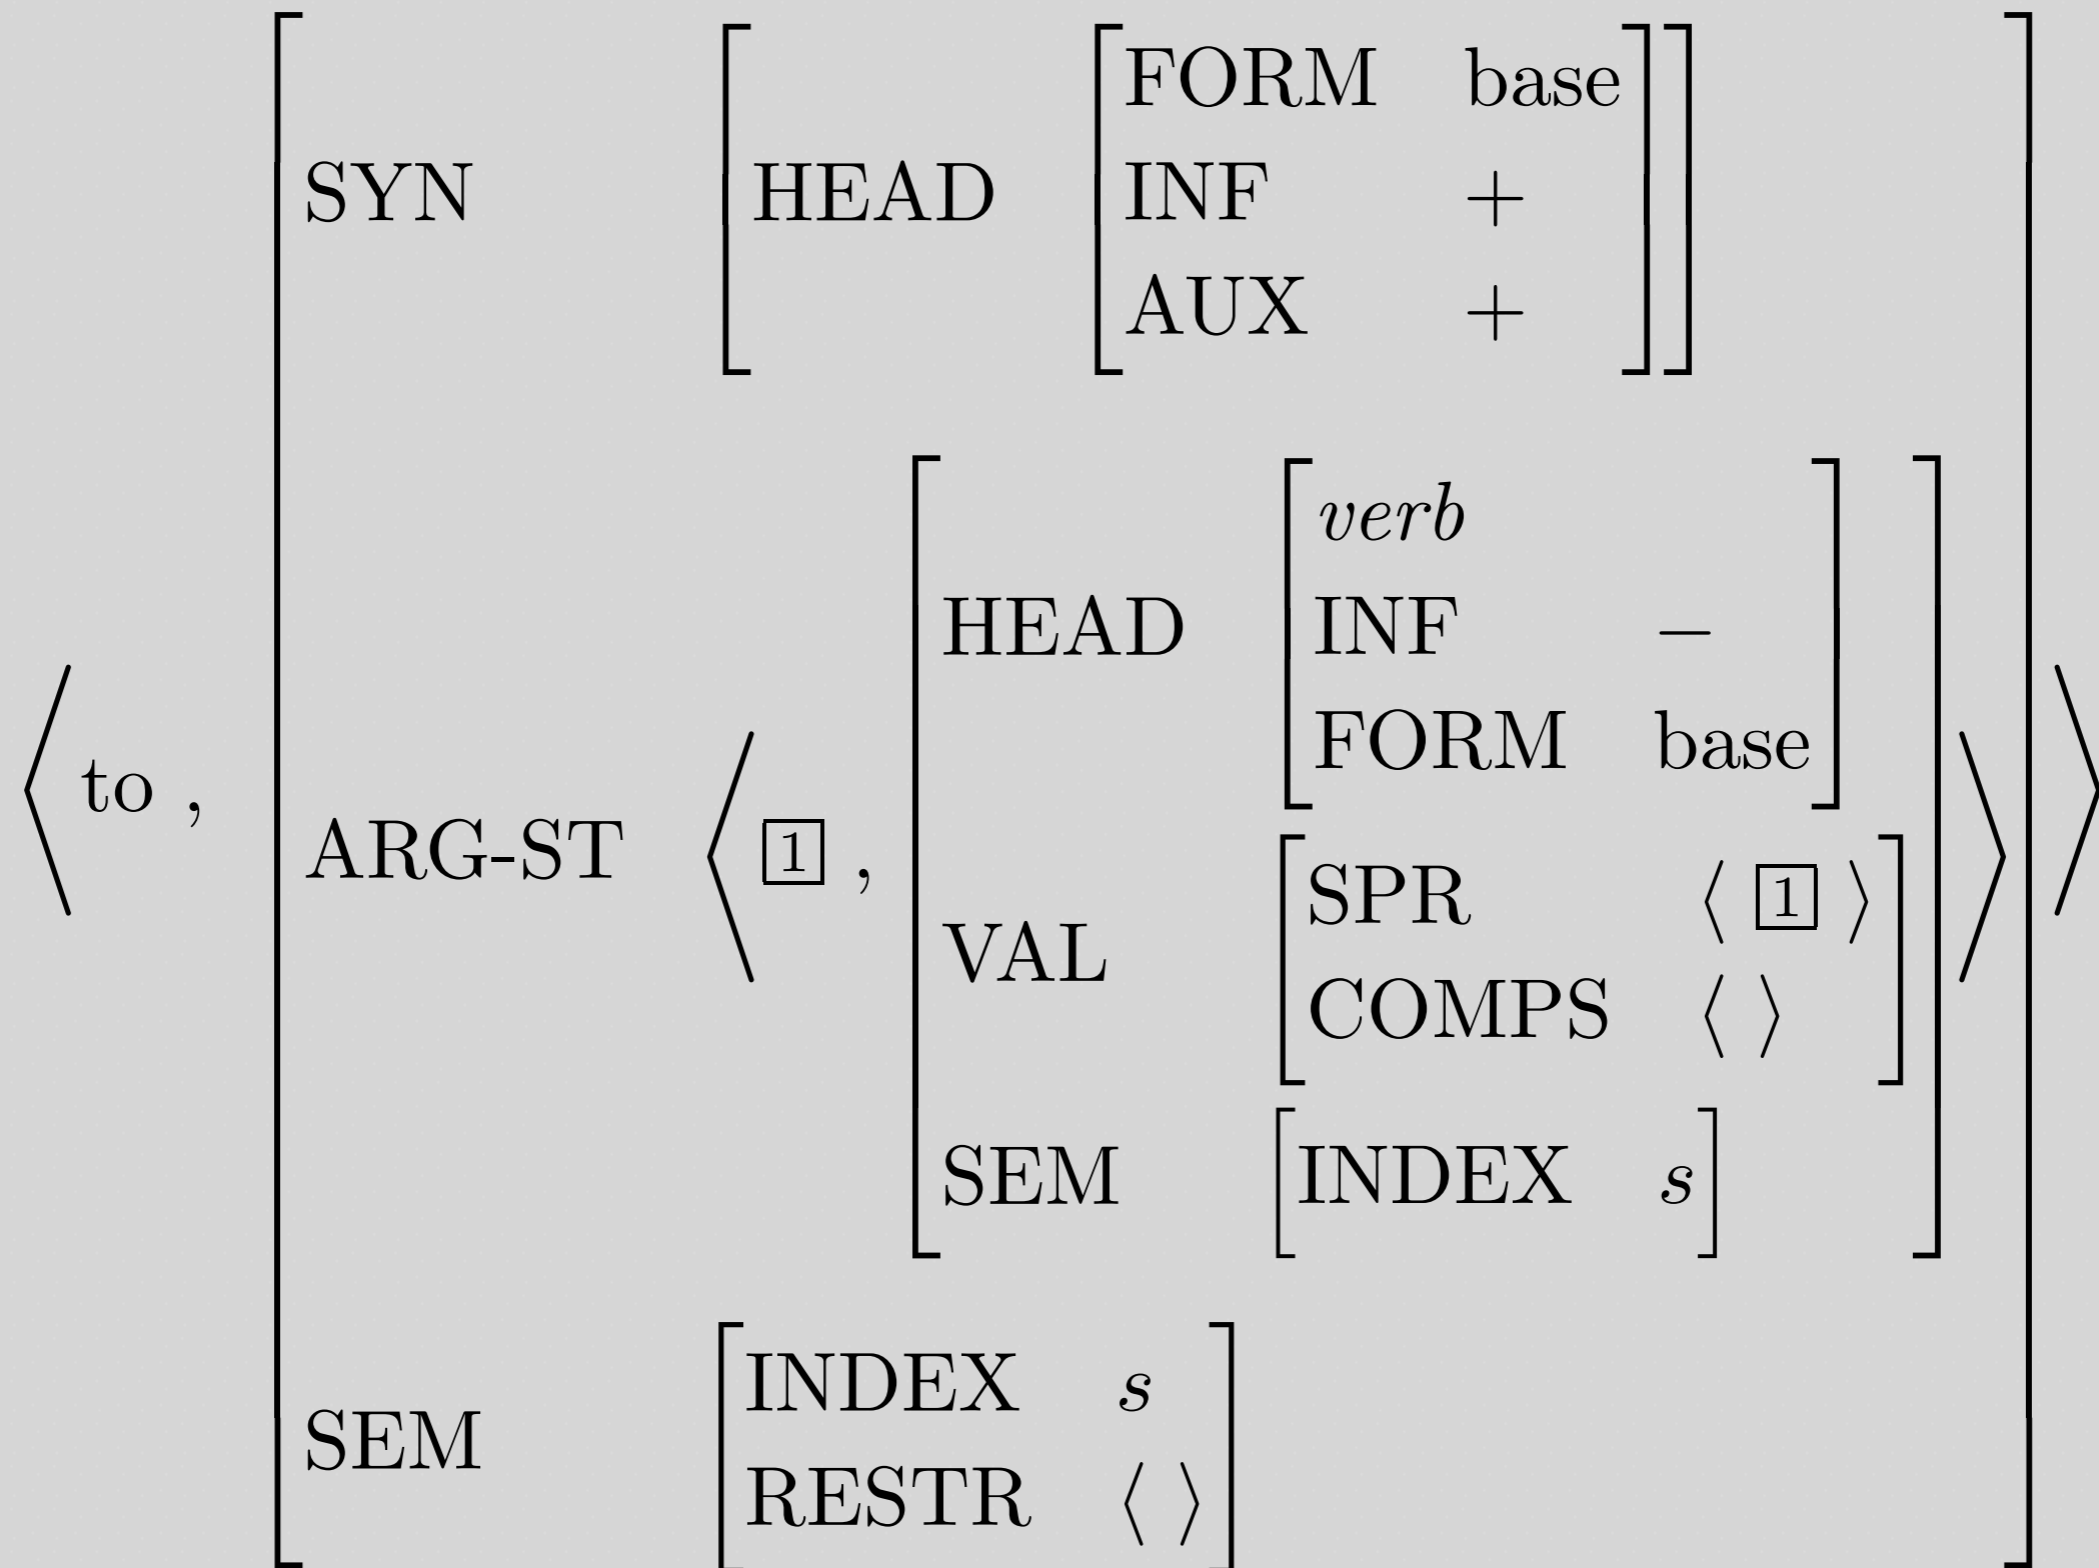 FORM base
SYN HEAD INF +
AUX +
verb
HEAD INF –
FORM base
⟨ to , ARG-ST ⟨ 1 , SPR ⟨ 1 ⟩ ⟩ ⟩
VAL COMPS ⟨ ⟩
SEM INDEX s
INDEX s
SEM RESTR ⟨ ⟩